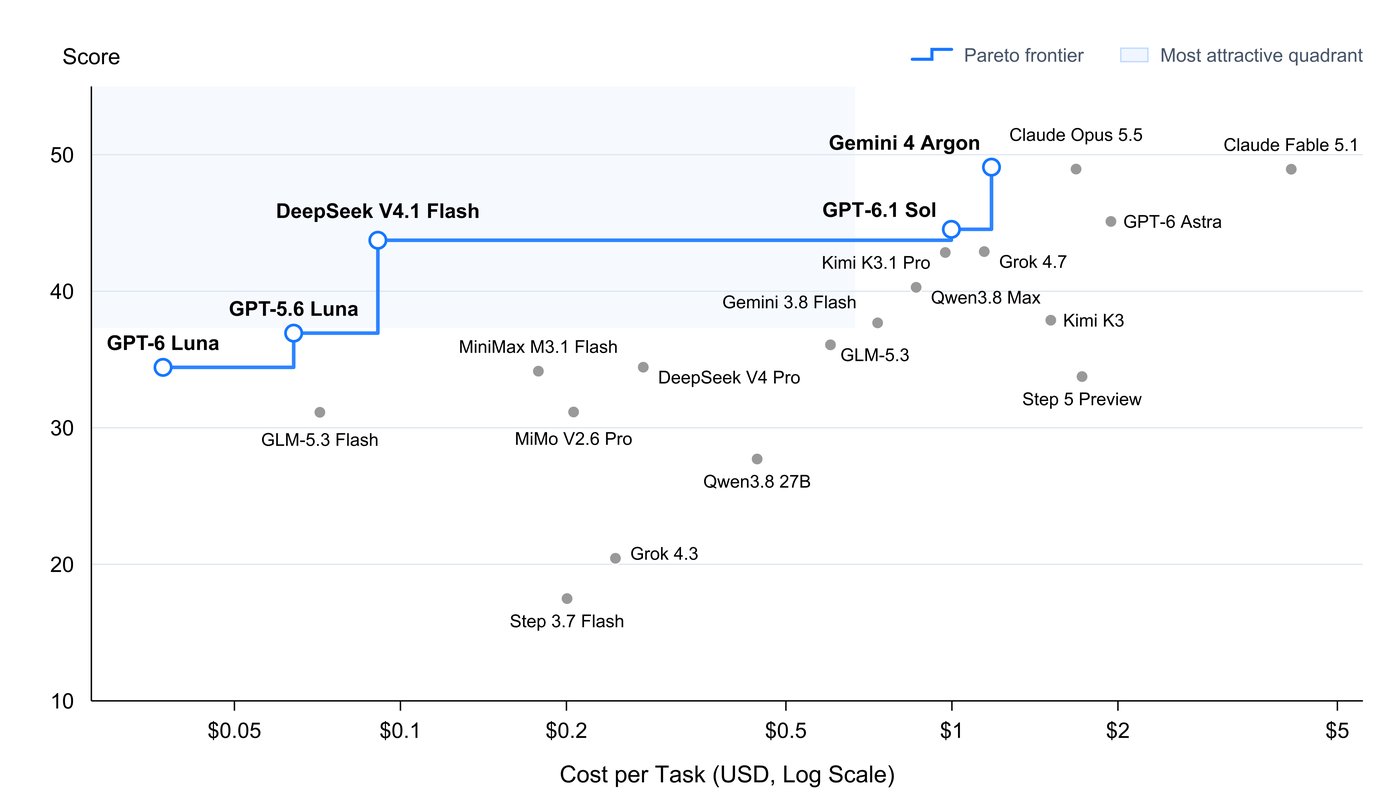 Score
Pareto frontier
Most attractive quadrant
Claude Opus 5.5
Gemini 4 Argon
Claude Fable 5.1
50
DeepSeek V4.1 Flash
GPT-6.1 Sol
GPT-6 Astra
Kimi K3.1 Pro
Grok 4.7
40
Gemini 3.8 Flash
Qwen3.8 Max
GPT-5.6 Luna
Kimi K3
GPT-6 Luna
MiniMax M3.1 Flash
GLM-5.3
DeepSeek V4 Pro
Step 5 Preview
30
GLM-5.3 Flash
MiMo V2.6 Pro
Qwen3.8 27B
20
Grok 4.3
Step 3.7 Flash
10
$0.05
$0.1
$0.2
$0.5
$1
$2
$5
Cost per Task (USD, Log Scale)